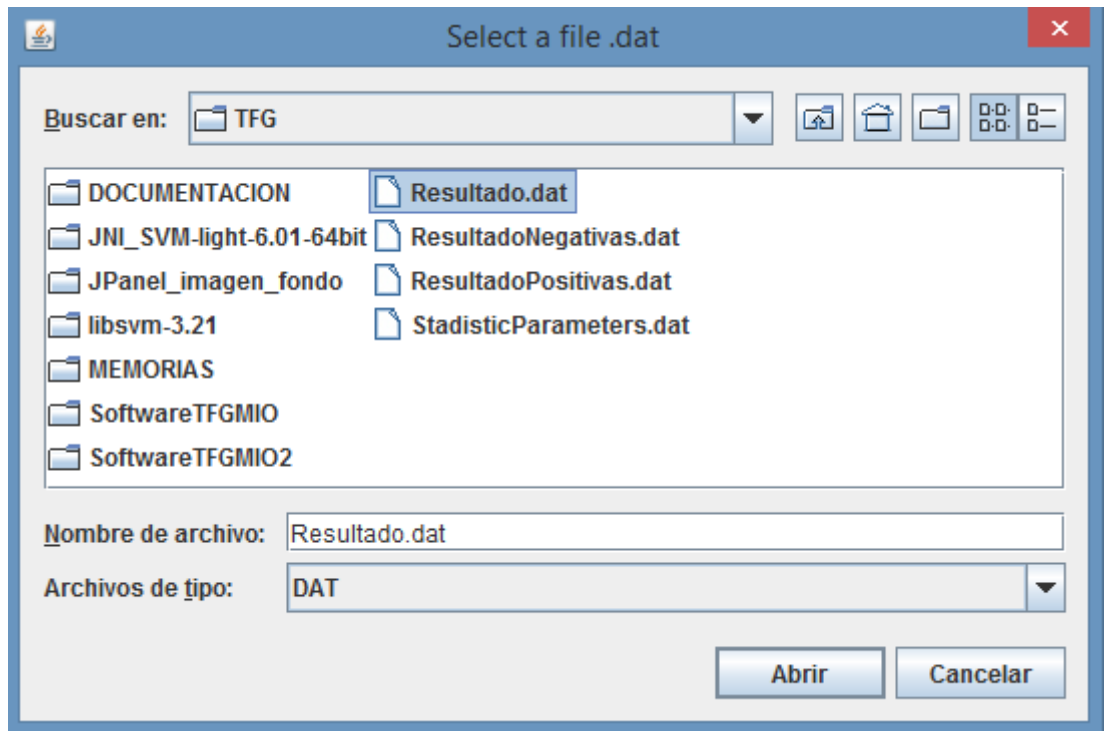 Select a file .dat
Buscar en: TFG
DOCUMENTACION
JNI_SVM-light-6.01-64bit
JPanel_imagen_fondo
libsvm-3.21
MEMORIAS
SoftwareTFGMIO
SoftwareTFGMIO2
Resultado.dat
ResultadoNegativas.dat
ResultadoPositivas.dat
StadisticParameters.dat
Nombre de archivo: Resultado.dat
Archivos de tipo: DAT
Abrir Cancelar